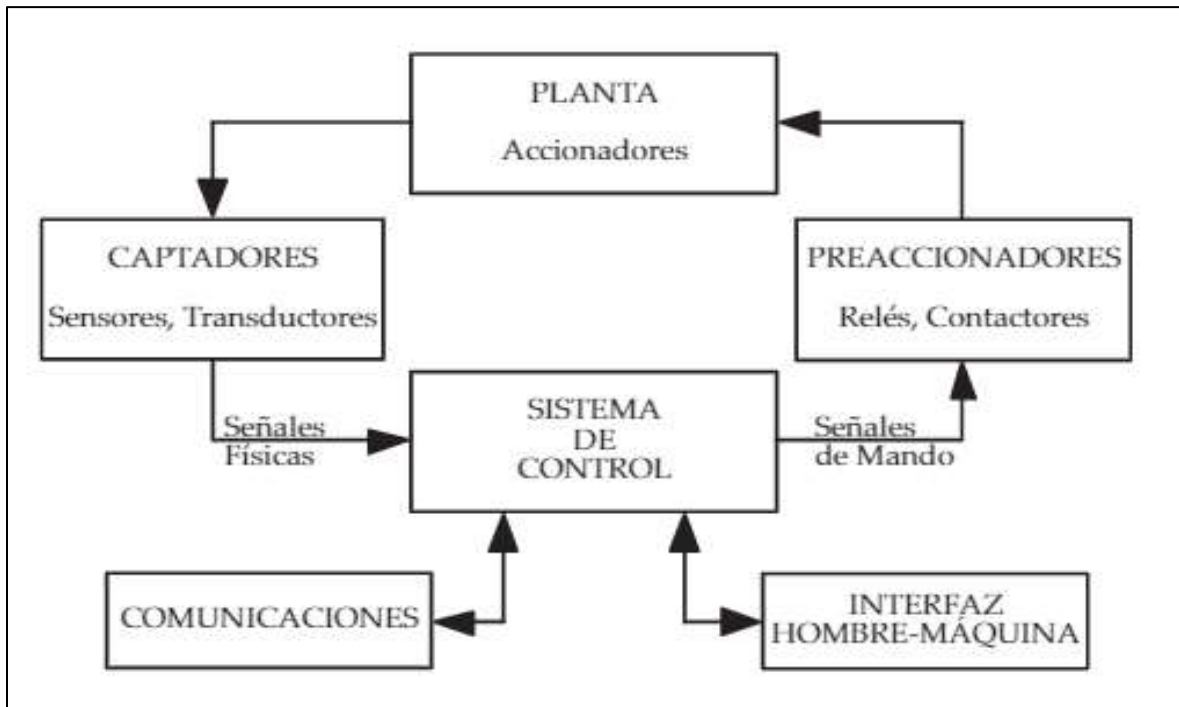 PLANTA
Accionadores
CAPTADORES
Sensores, Transductores
PREACCIONADORES
Relés, Contactores
Señales
Físicas
SISTEMA
DE
CONTROL
Señales
de Mando
COMUNICACIONES
INTERFAZ
HOMBRE-MÁQUINA